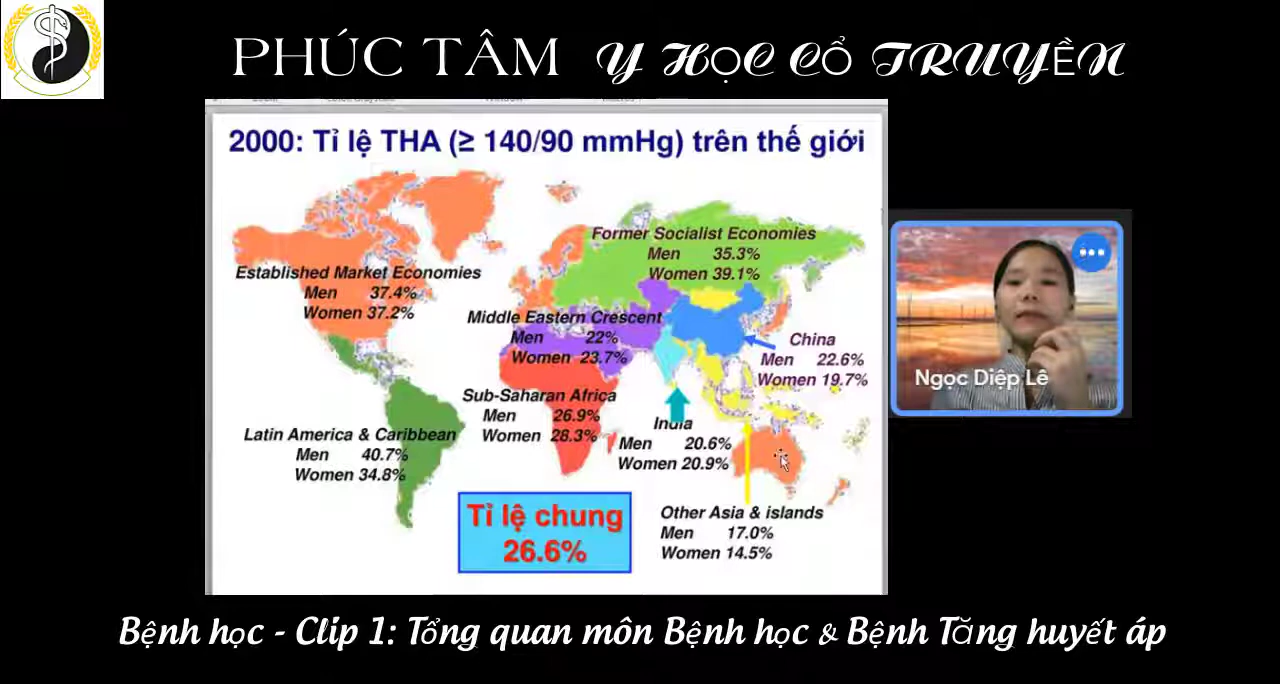 PHÚC TÂM Y HỌC CỔ TRUYỀN
2000: Tỉ lệ THA (≥ 140/90 mmHg) trên thế giới
Former Socialist Economies
Men 35.3%
Women 39.1%
Established Market Economies
Men 37.4%
Women 37.2%
Middle Eastern Crescent
Men 22%
Women 23.7%
China
Men 22.6%
Women 19.7%
Sub-Saharan Africa
Men 26.9%
Women 28.3%
India
Men 20.6%
Women 20.9%
Latin America & Caribbean
Men 40.7%
Women 34.8%
Other Asia & islands
Men 17.0%
Women 14.5%
Tỉ lệ chung
26.6%
Ngọc Diệp Lê
Bệnh học - Clip 1: Tổng quan môn Bệnh học & Bệnh Tăng huyết áp